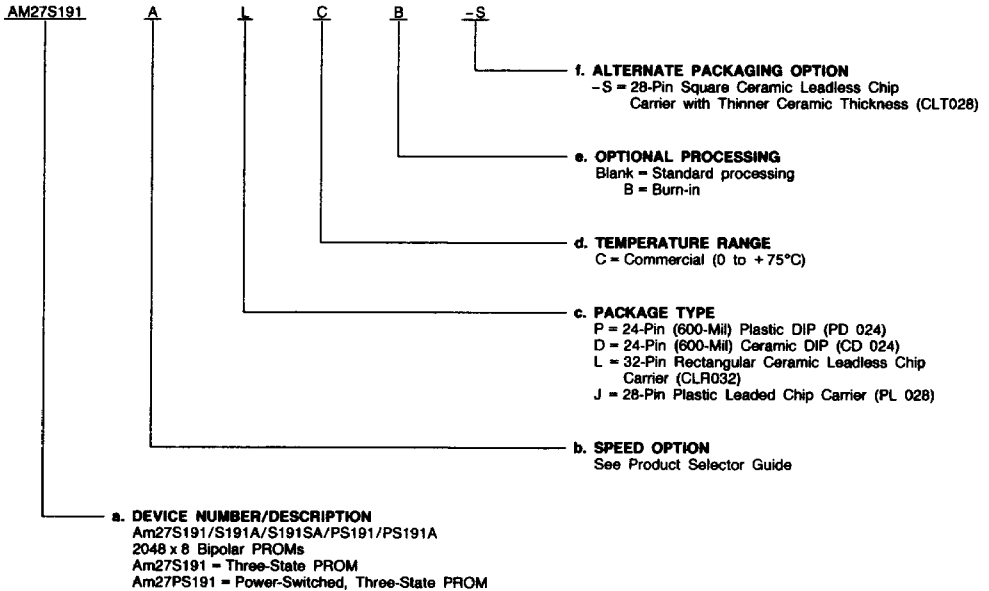 AM27S191 A L C B -S
f. ALTERNATE PACKAGING OPTION
-S = 28-Pin Square Ceramic Leadless Chip
Carrier with Thinner Ceramic Thickness (CLT028)
e. OPTIONAL PROCESSING
Blank = Standard processing
B = Burn-in
d. TEMPERATURE RANGE
C = Commercial (0 to +75°C)
c. PACKAGE TYPE
P = 24-Pin (600-Mil) Plastic DIP (PD 024)
D = 24-Pin (600-Mil) Ceramic DIP (CD 024)
L = 32-Pin Rectangular Ceramic Leadless Chip
Carrier (CLR032)
J = 28-Pin Plastic Leaded Chip Carrier (PL 028)
b. SPEED OPTION
See Product Selector Guide
a. DEVICE NUMBER/DESCRIPTION
Am27S191/S191A/S191SA/PS191/PS191A
2048 x 8 Bipolar PROMs
Am27S191 = Three-State PROM
Am27PS191 = Power-Switched, Three-State PROM